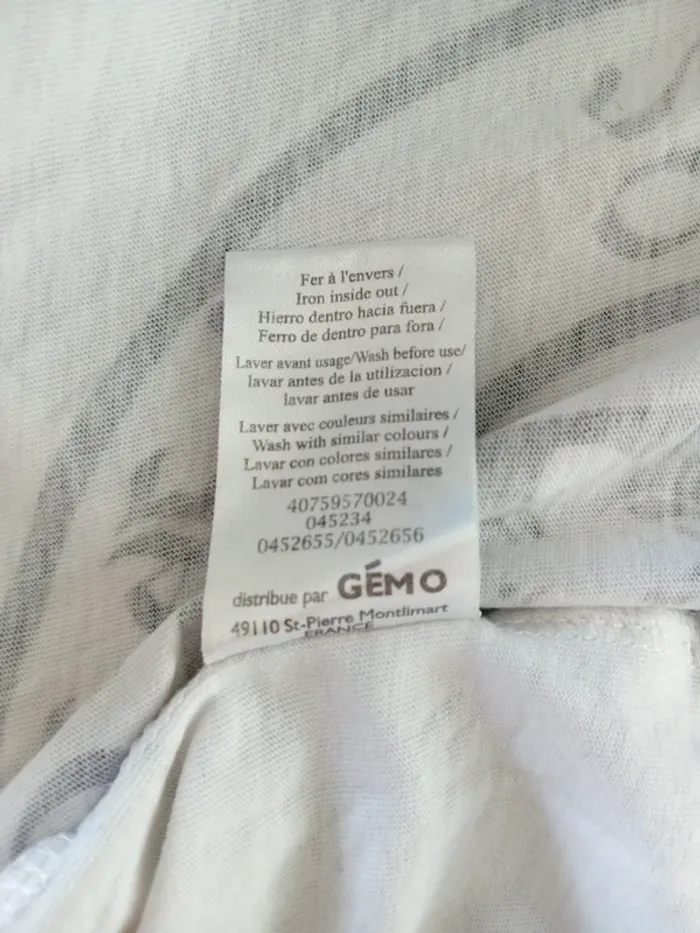 Fer à l'envers /
Iron inside out /
Hierro dentro hacia fuera /
Ferro de dentro para fora /
Laver avant usage/Wash before use/
lavar antes de la utilizacion /
lavar antes de usar
Laver avec couleurs similaires /
Wash with similar colours /
Lavar con colores similares /
Lavar com cores similares
40759570024
045234
0452655/0452656
distribue par GÉMO
49110 St-Pierre Montlimart
FRANCE